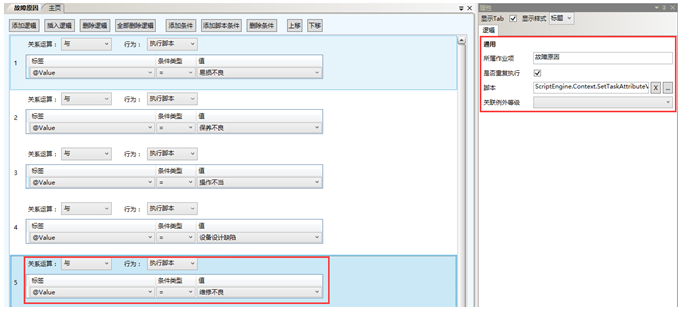 故障原因 主页
添加逻辑 插入逻辑 删除逻辑 全部删除逻辑 添加条件 添加脚本条件 删除条件 上移 下移
关系运算： 与 行为： 执行脚本
1
标签 条件类型 值
@Value = 易损不良
关系运算： 与 行为： 执行脚本
2
标签 条件类型 值
@Value = 保养不良
关系运算： 与 行为： 执行脚本
3
标签 条件类型 值
@Value = 操作不当
关系运算： 与 行为： 执行脚本
4
标签 条件类型 值
@Value = 设备设计缺陷
关系运算： 与 行为： 执行脚本
5
标签 条件类型 值
@Value = 维修不良
属性
显示Tab 显示样式 标题
逻辑
通用
所属作业项 故障原因
是否重复执行
脚本 ScriptEngine.Context.SetTaskAttributeV X ...
关联例外等级